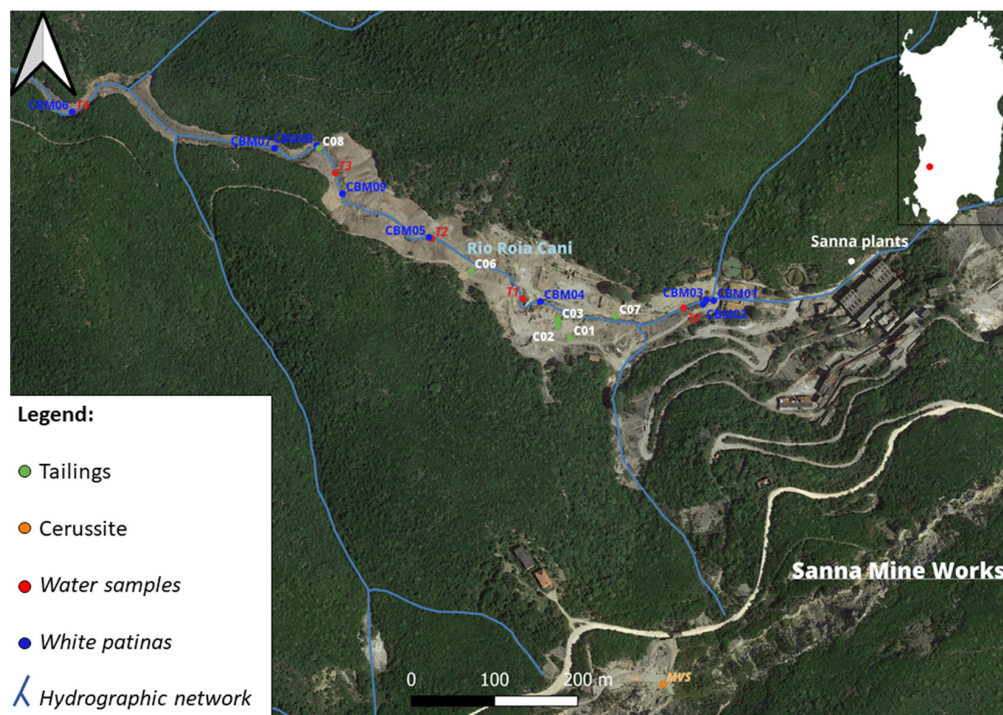 CBM06
T4
CBM07
CBM08
C08
T3
CBM09
CBM05
T2
Rio Roia Cani
Sanna plants
C06
T1
CBM04
CBM03
CBM01
T0
CBM02
C03
C07
C02
C01
Legend:
Tailings
Cerussite
Water samples
White patinas
Hydrographic network
Sanna Mine Works
MVS
0 100 200 m